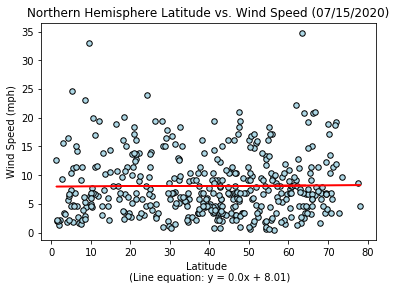 Northern Hemisphere Latitude vs. Wind Speed (07/15/2020)
Wind Speed (mph)
35
30
25
20
15
10
5
0
0 10 20 30 40 50 60 70 80
Latitude
(Line equation: y = 0.0x + 8.01)